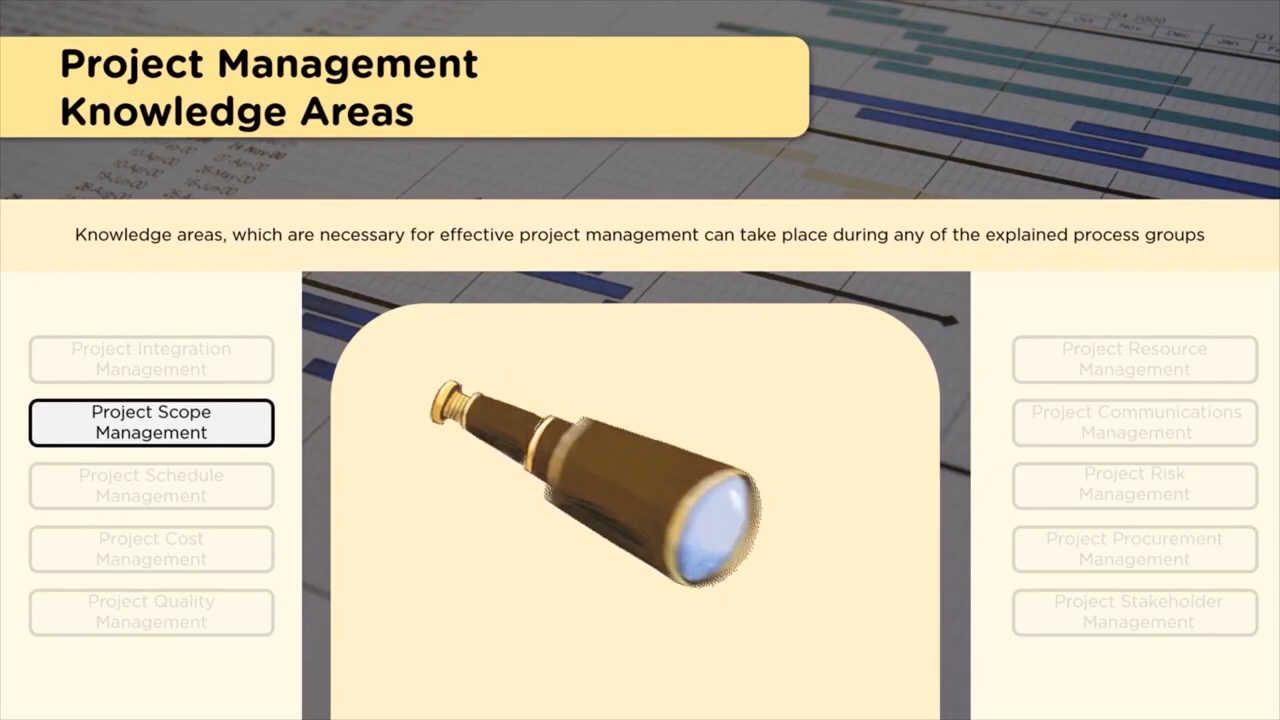 Project Management
Knowledge Areas
Knowledge areas, which are necessary for effective project management can take place during any of the explained process groups
Project Integration
Management
Project Scope
Management
Project Schedule
Management
Project Cost
Management
Project Quality
Management
Project Resource
Management
Project Communications
Management
Project Risk
Management
Project Procurement
Management
Project Stakeholder
Management